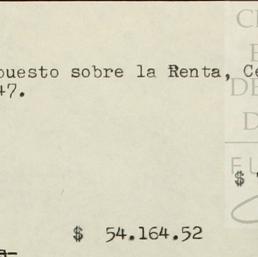 puesto sobre la Renta, Ce
47.
$
$ 54.164.52